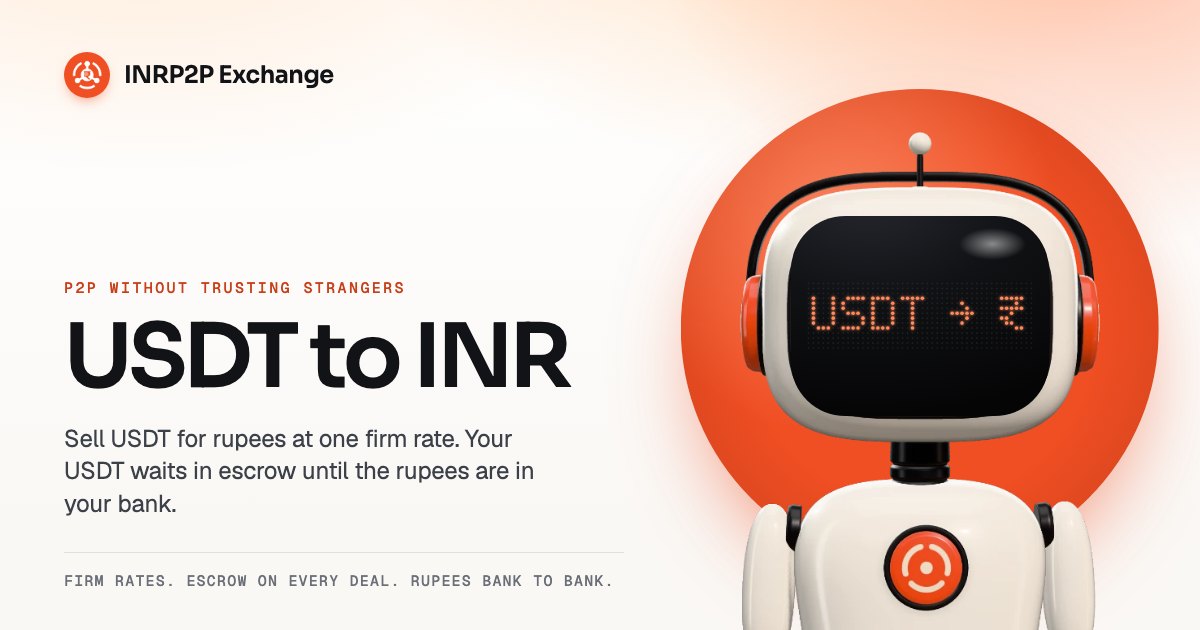 INRP2P Exchange
P2P WITHOUT TRUSTING STRANGERS
USDT to INR
Sell USDT for rupees at one firm rate. Your
USDT waits in escrow until the rupees are in
your bank.
FIRM RATES. ESCROW ON EVERY DEAL. RUPEES BANK TO BANK.
USDT → ₹